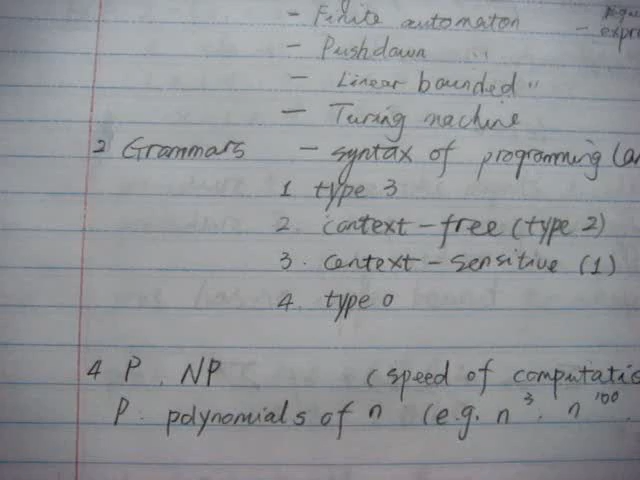 - Finite automaton -
- Pushdown "
- Linear bounded "
- Turing machine
2 Grammars - syntax of programming
1 type 3
2. context-free (type 2)
3. context-sensitive (1)
4. type 0
4 P, NP (speed of
P: polynomials of n (e.g. n³, n¹⁰⁰